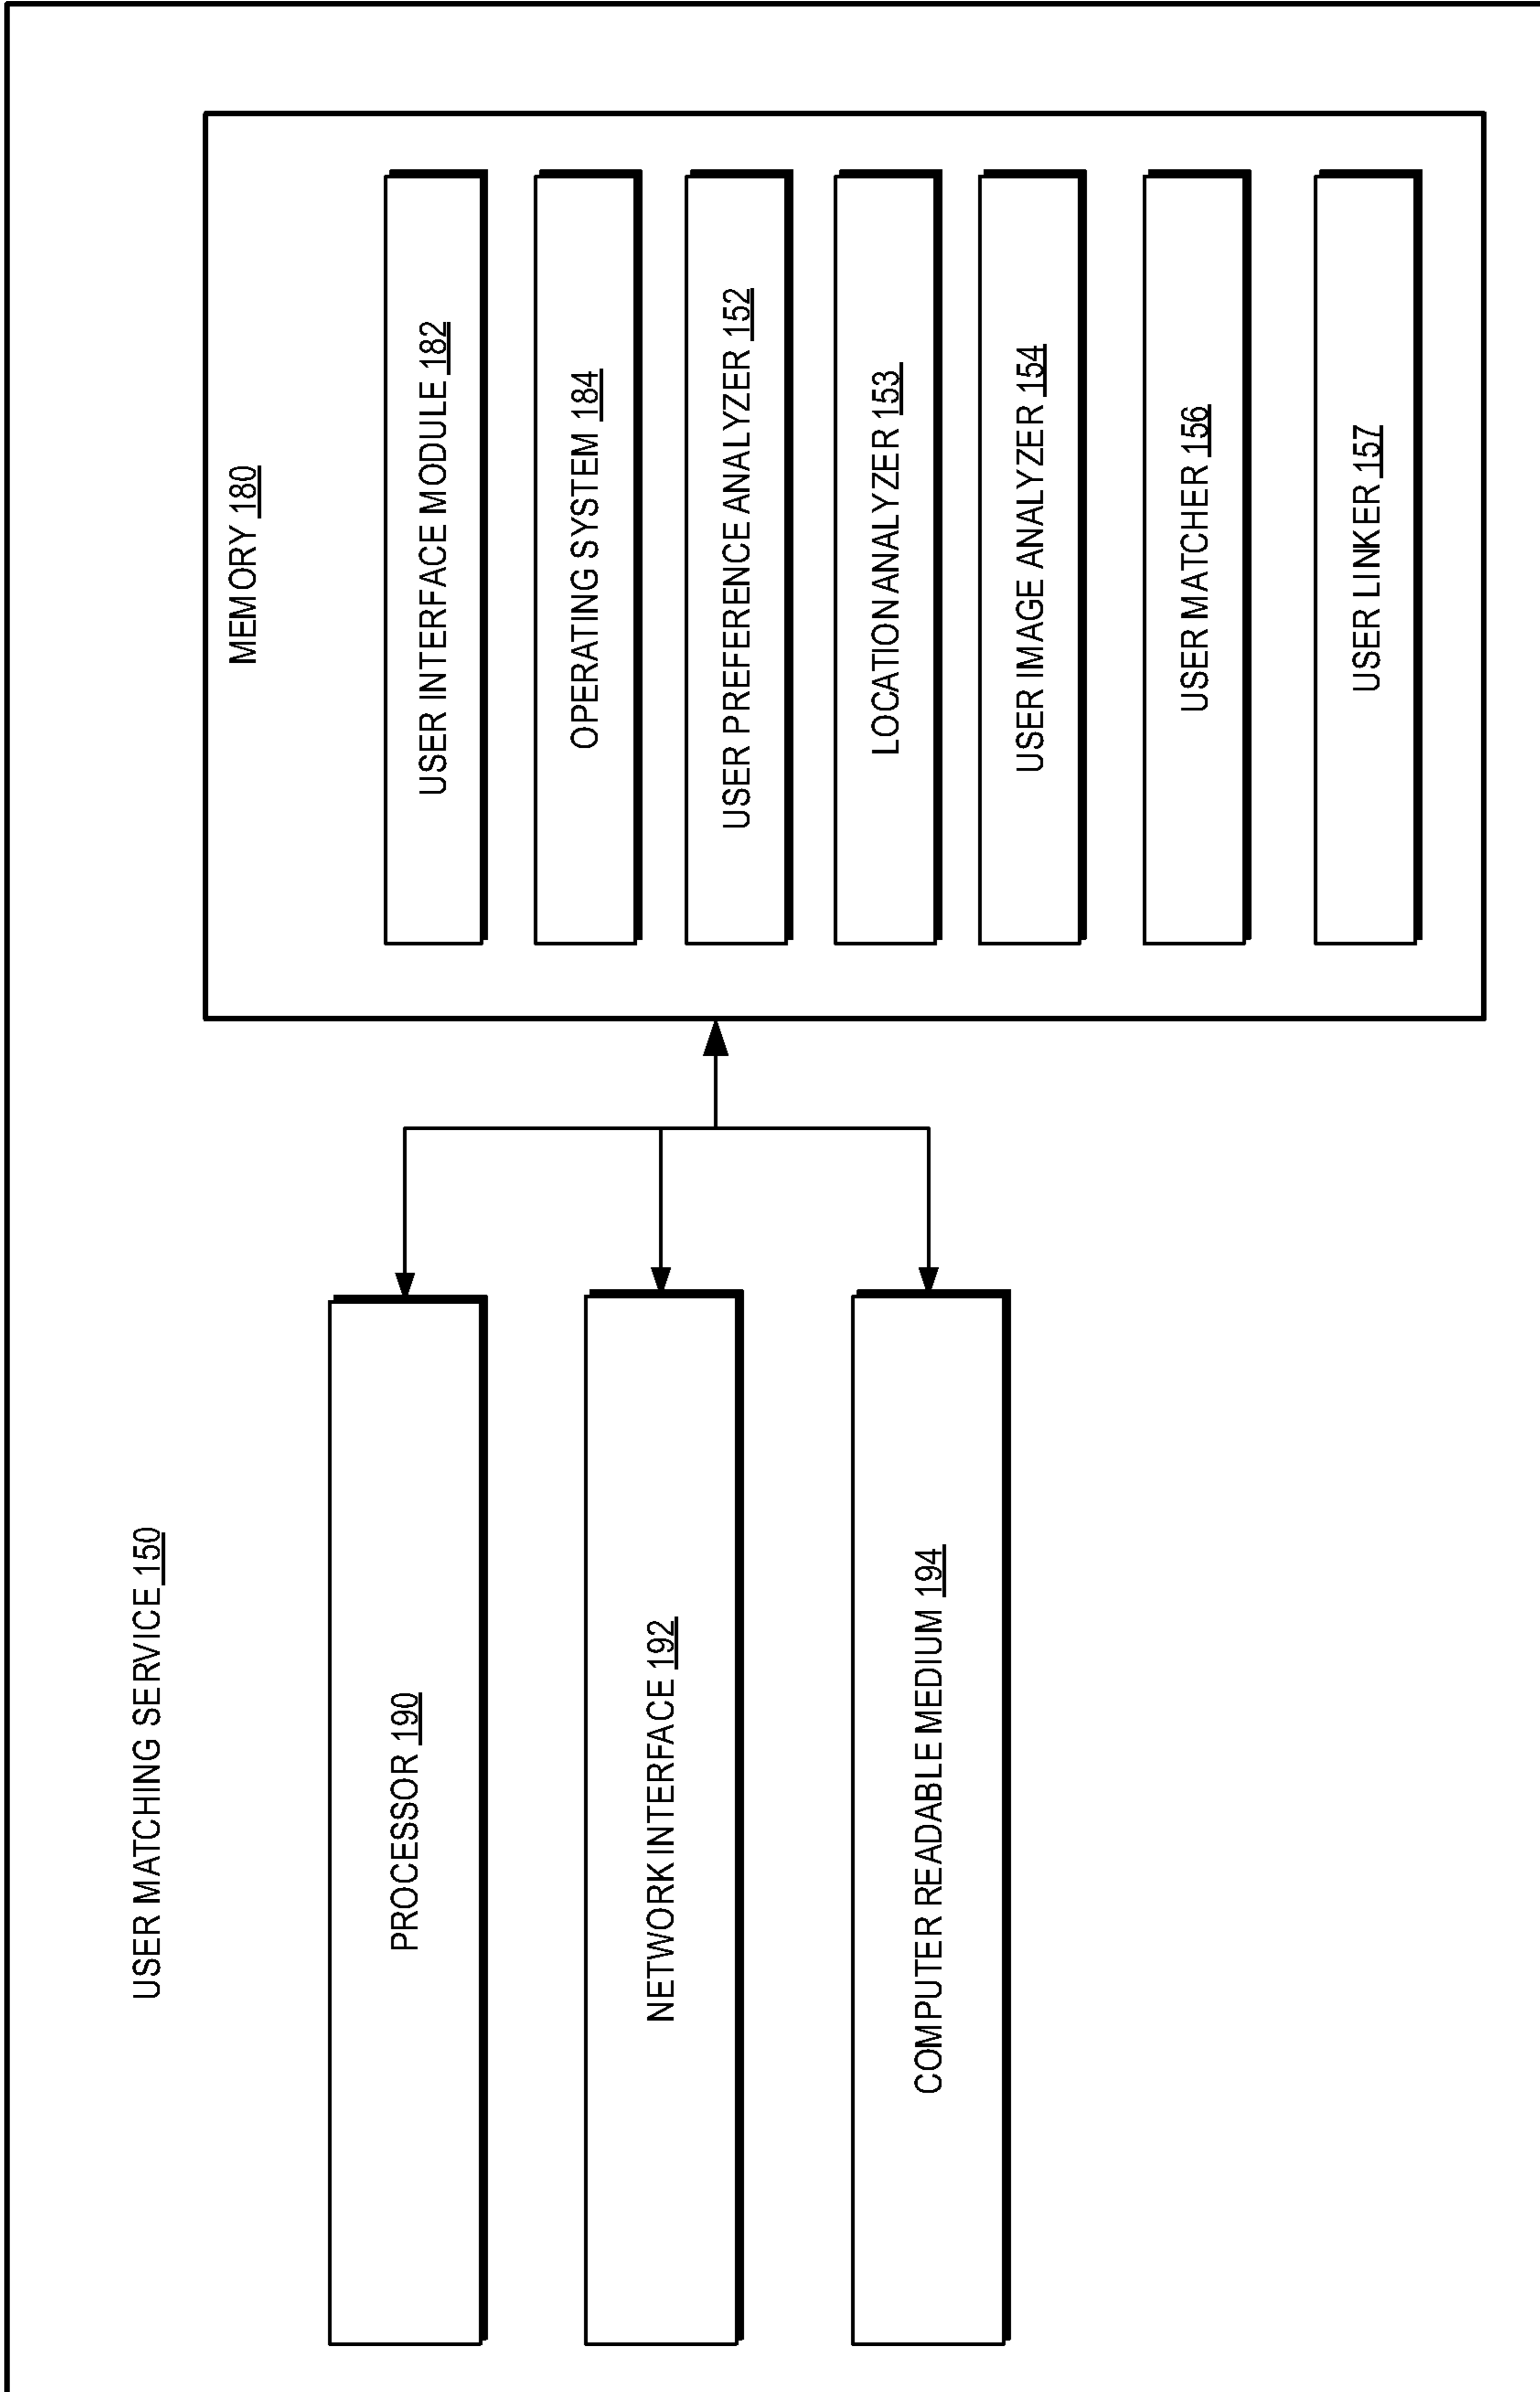 USER MATCHING SERVICE 150
PROCESSOR 190
NETWORK INTERFACE 192
COMPUTER READABLE MEDIUM 194
MEMORY 180
USER INTERFACE MODULE 182
OPERATING SYSTEM 184
USER PREFERENCE ANALYZER 152
LOCATION ANALYZER 153
USER IMAGE ANALYZER 154
USER MATCHER 156
USER LINKER 157